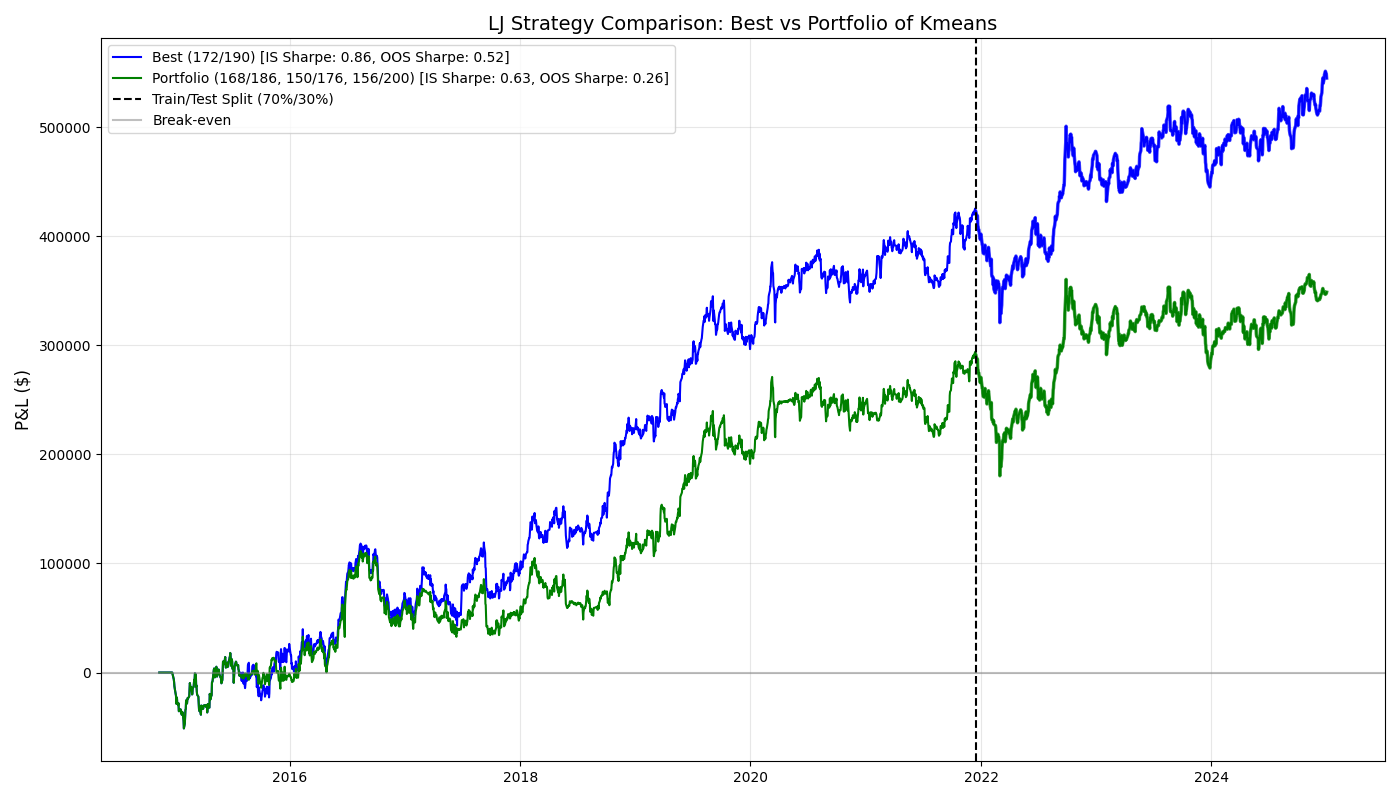 LJ Strategy Comparison: Best vs Portfolio of Kmeans
Best (172/190) [IS Sharpe: 0.86, OOS Sharpe: 0.52]
Portfolio (168/186, 150/176, 156/200) [IS Sharpe: 0.63, OOS Sharpe: 0.26]
Train/Test Split (70%/30%)
Break-even
P&L ($)
500000
400000
300000
200000
100000
0
2016
2018
2020
2022
2024